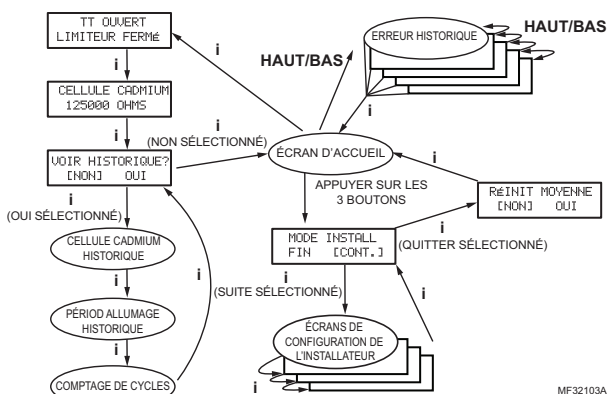 TT OUVERT
LIMITEUR FERMé
i
i
CELLULE CADMIUM
125000 OHMS
i
i
(NON SÉLECTIONNÉ)
VOIR HISTORIQUE?
[NON] OUI
i
(OUI SÉLECTIONNÉ)
CELLULE CADMIUM
HISTORIQUE
i
i
PÉRIOD ALLUMAGE
HISTORIQUE
i
COMPTAGE DE CYCLES
HAUT/BAS
ERREUR HISTORIQUE
HAUT/BAS
i
ÉCRAN D'ACCUEIL
i
APPUYER SUR LES
3 BOUTONS
RéINIT MOYENNE
[NON] OUI
i
(QUITTER SÉLECTIONNÉ)
MODE INSTALL
FIN [CONT.]
i
(SUITE SÉLECTIONNÉ)
i
ÉCRANS DE
CONFIGURATION DE
L'INSTALLATEUR
i
MF32103A